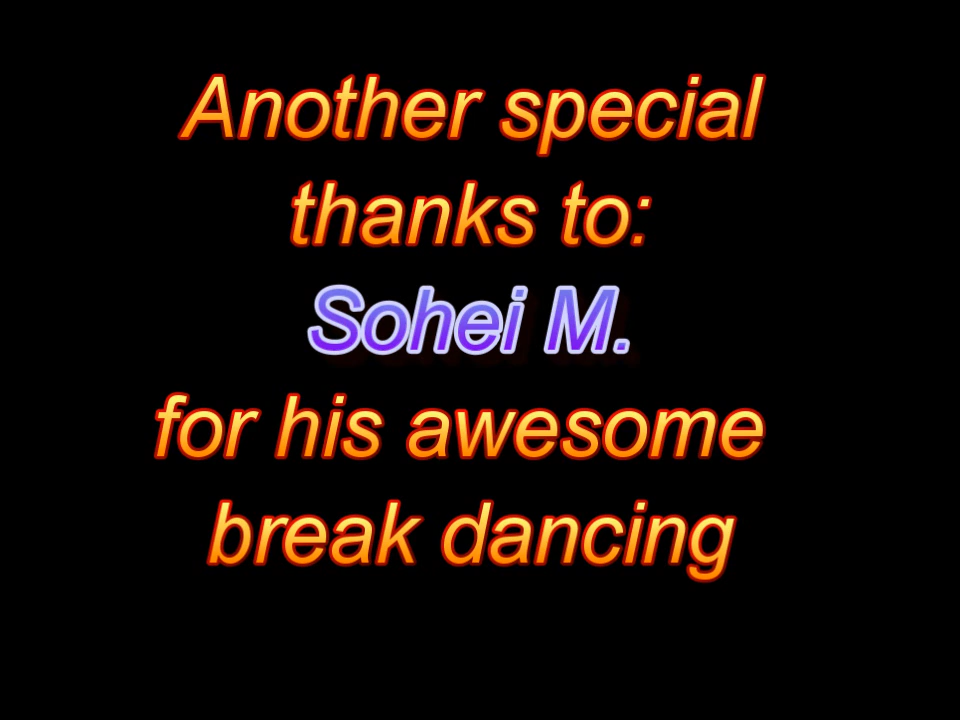 Another special
thanks to:
Sohei M.
for his awesome
break dancing